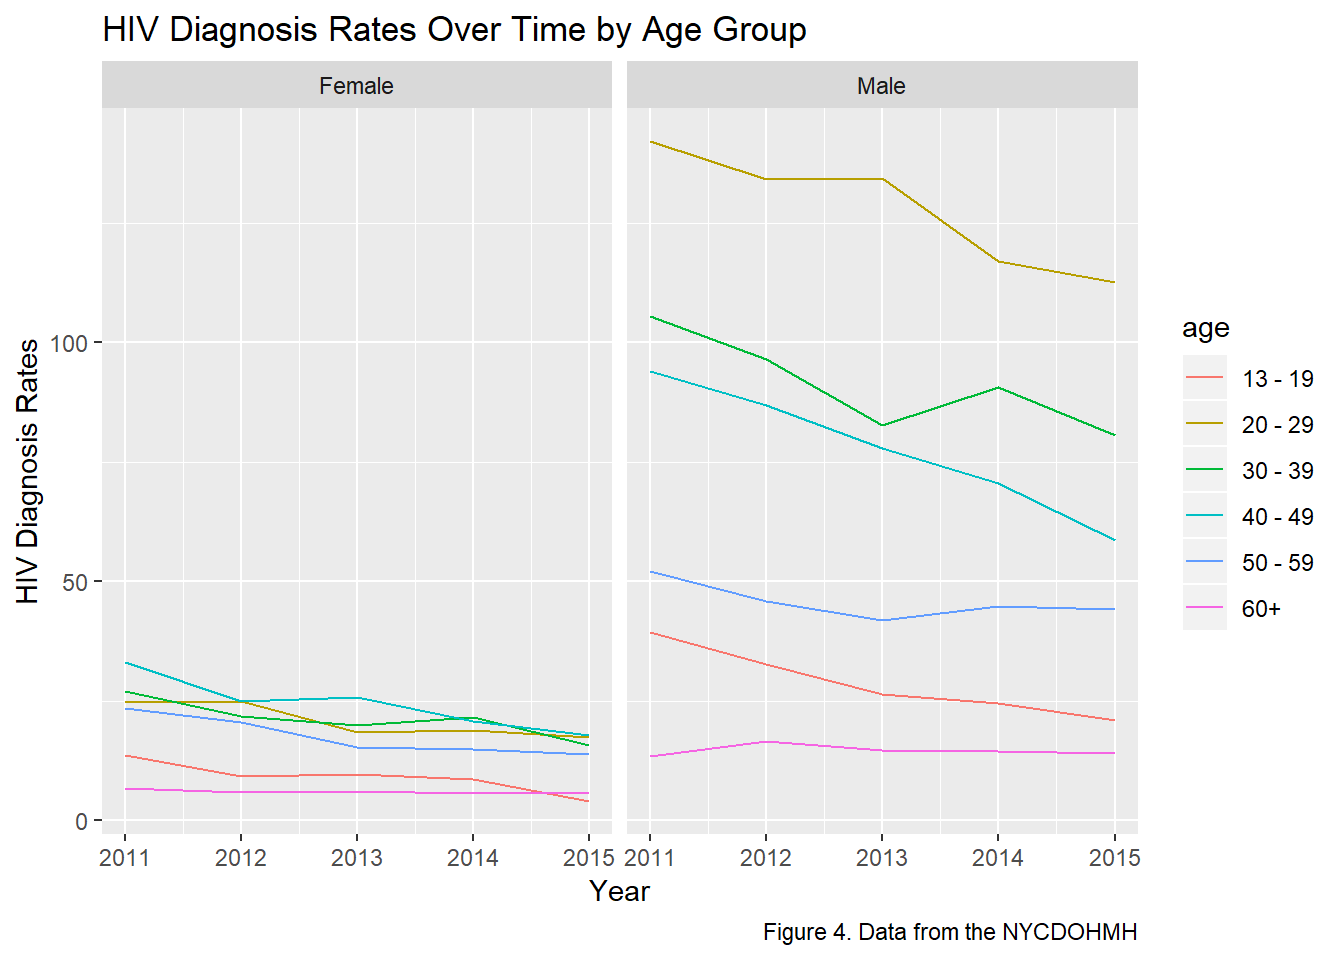 HIV Diagnosis Rates Over Time by Age Group
Female
Male
HIV Diagnosis Rates
100
50
0
2011 2012 2013 2014 2015
2011 2012 2013 2014 2015
Year
age
13 - 19
20 - 29
30 - 39
40 - 49
50 - 59
60+
Figure 4. Data from the NYCDOHMH